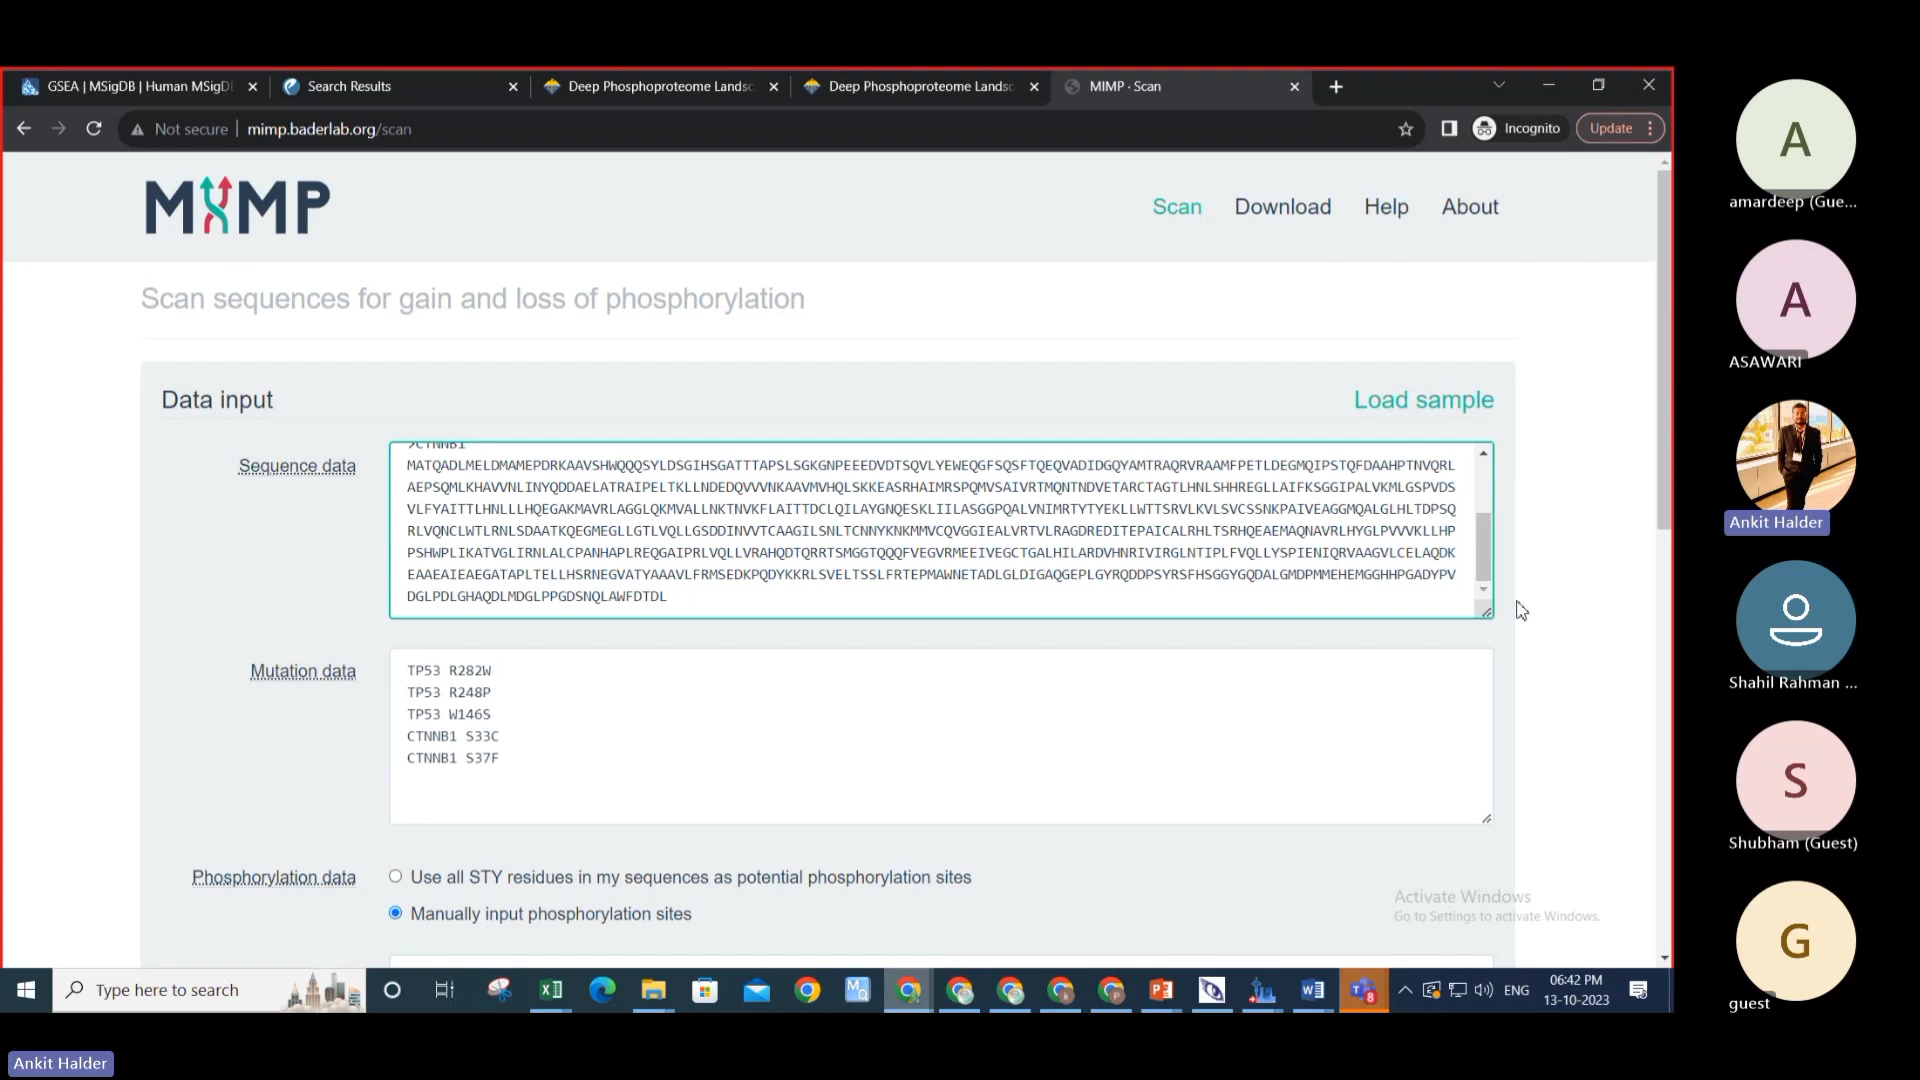 GSEA | MSigDB | Human MSigD
Search Results
Deep Phosphoproteome Landsc
Deep Phosphoproteome Landsc
MIMP · Scan
Not secure
mimp.baderlab.org/scan
Incognito
Update
MIMP
Scan
Download
Help
About
Scan sequences for gain and loss of phosphorylation
Data input
Load sample
Sequence data
>CTNNB1
MATQADLMELDMAMEPDRKAAVSHWQQQSYLDSGIHSGATTTAPSLSGKGNPEEEDVDTSQVLYEWEQGFSQSFTQEQVADIDGQYAMTRAQRVRAAMFPETLDEGMQIPSTQFDAAHPTNVQRL
AEPSQMLKHAVVNLINYQDDAELATRAIPELTKLLNDEDQVVVNKAAVMVHQLSKKEASRHAIMRSPQMVSAIVRTMQNTNDVETARCTAGTLHNLSHHREGLLAIFKSGGIPALVKMLGSPVDS
VLFYAITTLHNLLLHQEGAKMAVRLAGGLQKMVALLNKTNVKFLAITTDCLQILAYGNQESKLIILASGGPQALVNIMRTYTYEKLLWTTSRVLKVLSVCSSNKPAIVEAGGMQALGLHLTDPSQ
RLVQNCLWTLRNLSDAATKQEGMEGLLGTLVQLLGSDDINVVTCAAGILSNLTCNNYKNKMMVCQVGGIEALVRTVLRAGDREDITEPAICALRHLTSRHQEAEMAQNAVRLHYGLPVVVKLLHP
PSHWPLIKATVGLIRNLALCPANHAPLREQGAIPRLVQLLVRAHQDTQRRTSMGGTQQQFVEGVRMEEIVEGCTGALHILARDVHNRIVIRGLNTIPLFVQLLYSPIENIQRVAAGVLCELAQDK
EAAEAIEAEGATAPLTELLHSRNEGVATYAAAVLFRMSEDKPQDYKKRLSVELTSSLFRTEPMAWNETADLGLDIGAQGEPLGYRQDDPSYRSFHSGGYGQDALGMDPMMEHEMGGHHPGADYPV
DGLPDLGHAQDLMDGLPPGDSNQLAWFDTDL
Mutation data
TP53 R282W
TP53 R248P
TP53 W146S
CTNNB1 S33C
CTNNB1 S37F
Phosphorylation data
Use all STY residues in my sequences as potential phosphorylation sites
Manually input phosphorylation sites
Activate Windows
Go to Settings to activate Windows.
Type here to search
ENG
06:42 PM
13-10-2023
A
amardeep (Gue...
A
ASAWARI
Ankit Halder
Shahil Rahman ...
S
Shubham (Guest)
G
guest
Ankit Halder